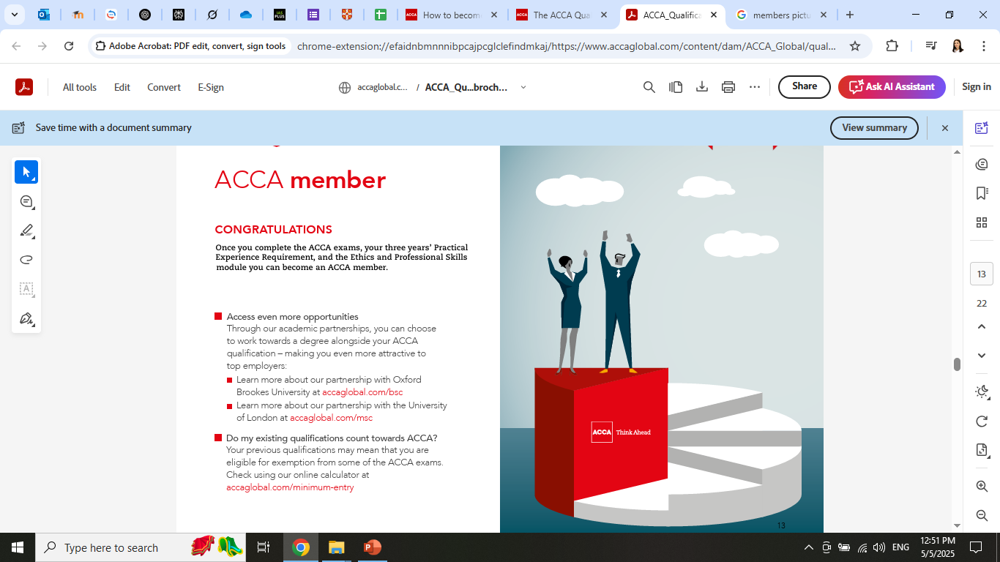 IAS
PLUS
ACCA
How to becom
ACCA
The ACCA Qua
ACCA_Qualifica
members pictu
Adobe Acrobat: PDF edit, convert, sign tools
chrome-extension://efaidnbmnnnibpcajpcglclefindmkaj/https://www.accaglobal.com/content/dam/ACCA_Global/qual...
All tools
Edit
Convert
E-Sign
accaglobal.c...
/
ACCA_Qu...broch...
Share
Ask AI Assistant
Sign in
Save time with a document summary
View summary
ACCA member
CONGRATULATIONS
Once you complete the ACCA exams, your three years’ Practical
Experience Requirement, and the Ethics and Professional Skills
module you can become an ACCA member.
Access even more opportunities
Through our academic partnerships, you can choose
to work towards a degree alongside your ACCA
qualification – making you even more attractive to
top employers:
Learn more about our partnership with Oxford
Brookes University at accaglobal.com/bsc
Learn more about our partnership with the University
of London at accaglobal.com/msc
Do my existing qualifications count towards ACCA?
Your previous qualifications may mean that you are
eligible for exemption from some of the ACCA exams.
Check using our online calculator at
accaglobal.com/minimum-entry
ACCA Think Ahead
13
13
22
Type here to search
ENG
12:51 PM
5/5/2025